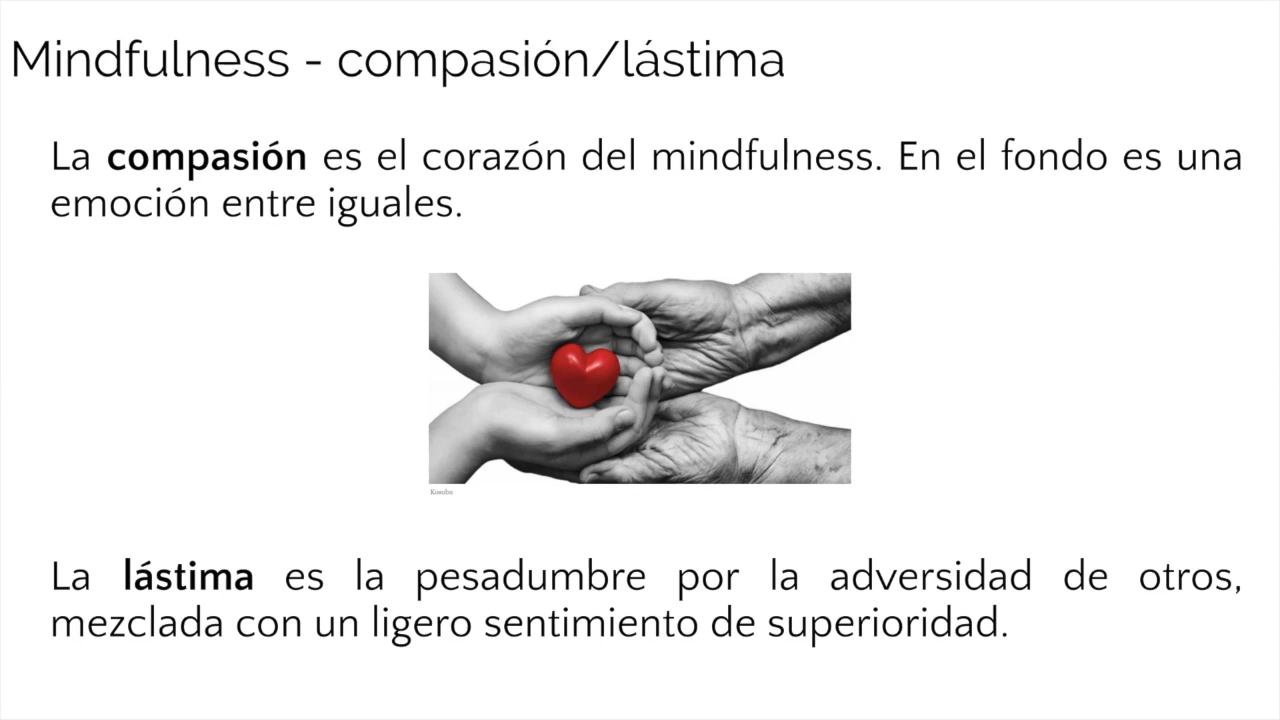 Mindfulness - compasión/lástima
La compasión es el corazón del mindfulness. En el fondo es una
emoción entre iguales.
Kosubu
La lástima es la pesadumbre por la adversidad de otros,
mezclada con un ligero sentimiento de superioridad.